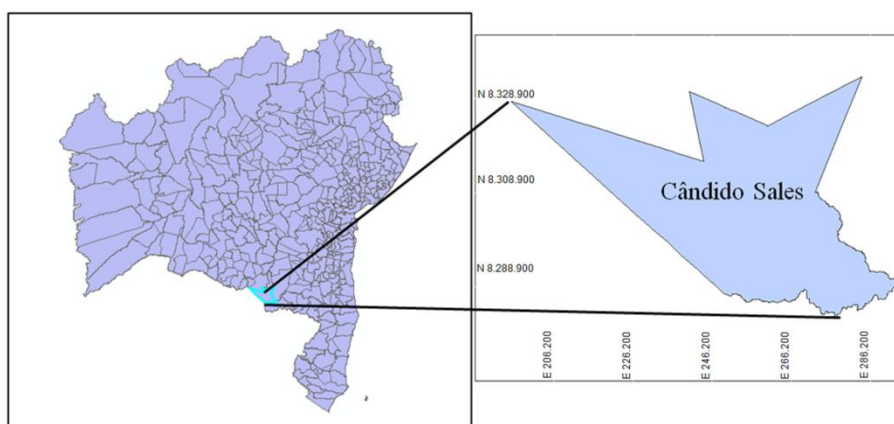 N 8.328.900
Cândido Sales
N 8.308.900
N 8.288.900
E 206.200
E 226.200
E 246.200
E 266.200
E 286.200